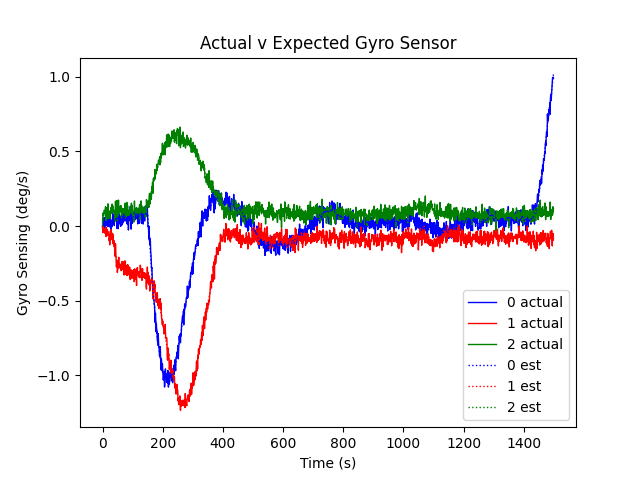 Actual v Expected Gyro Sensor
Gyro Sensing (deg/s)
1.0
0.5
0.0
−0.5
−1.0
0 actual
1 actual
2 actual
0 est
1 est
2 est
0 200 400 600 800 1000 1200 1400
Time (s)